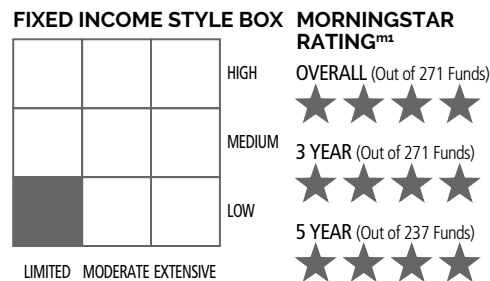 FIXED INCOME STYLE BOX
HIGH
MEDIUM
LOW
LIMITED MODERATE EXTENSIVE
MORNINGSTAR
RATINGᵐ¹
OVERALL (Out of 271 Funds)
3 YEAR (Out of 271 Funds)
5 YEAR (Out of 237 Funds)